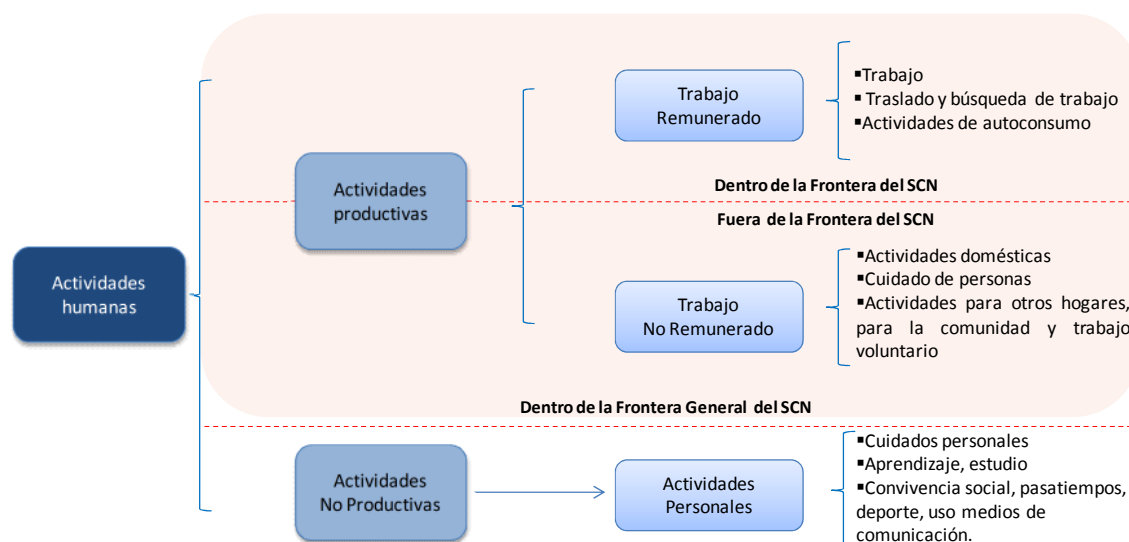 Actividades
humanas
Actividades
productivas
Trabajo
Remunerado
▪Trabajo
▪ Traslado y búsqueda de trabajo
▪Actividades de autoconsumo
Dentro de la Frontera del SCN
Fuera de la Frontera del SCN
Trabajo
No Remunerado
▪Actividades domésticas
▪Cuidado de personas
▪Actividades para otros hogares,
para la comunidad y trabajo
voluntario
Dentro de la Frontera General del SCN
Actividades
No Productivas
Actividades
Personales
▪Cuidados personales
▪Aprendizaje, estudio
▪Convivencia social, pasatiempos,
deporte, uso medios de
comunicación.